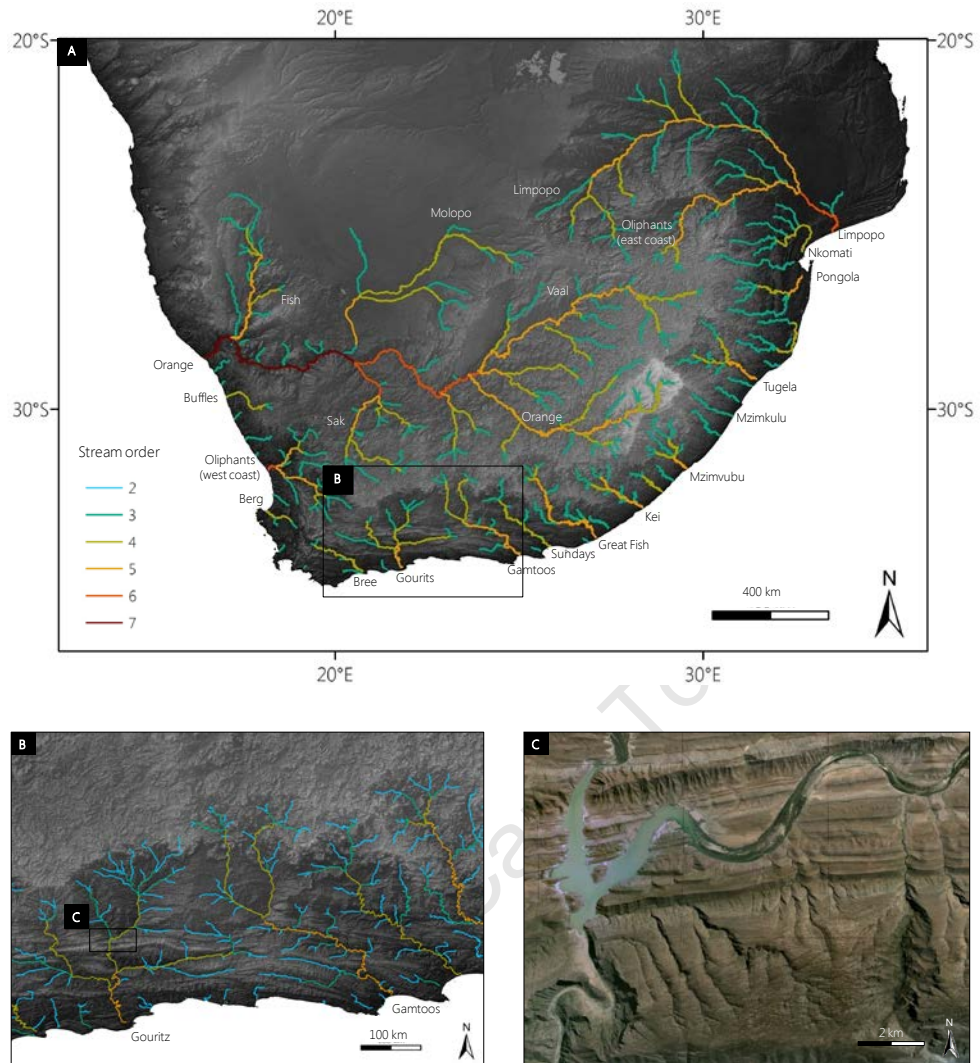 20°E 30°E
20°S 20°S
A
Limpopo
Molopo
Oliphants
(east coast)
Limpopo
Nkomati
Pongola
Vaal
Fish
Orange
Buffles
Tugela
30°S 30°S
Orange
Mzimkulu
Sak
Stream order
Oliphants
(west coast)
B
Mzimvubu
2
3
Berg
Kei
4
Great Fish
Sundays
5
Gamtoos
Bree
Gourits
6
7
400 km
N
20°E 30°E
B
C
C
Gamtoos
Gouritz
100 km
N
2 km
N